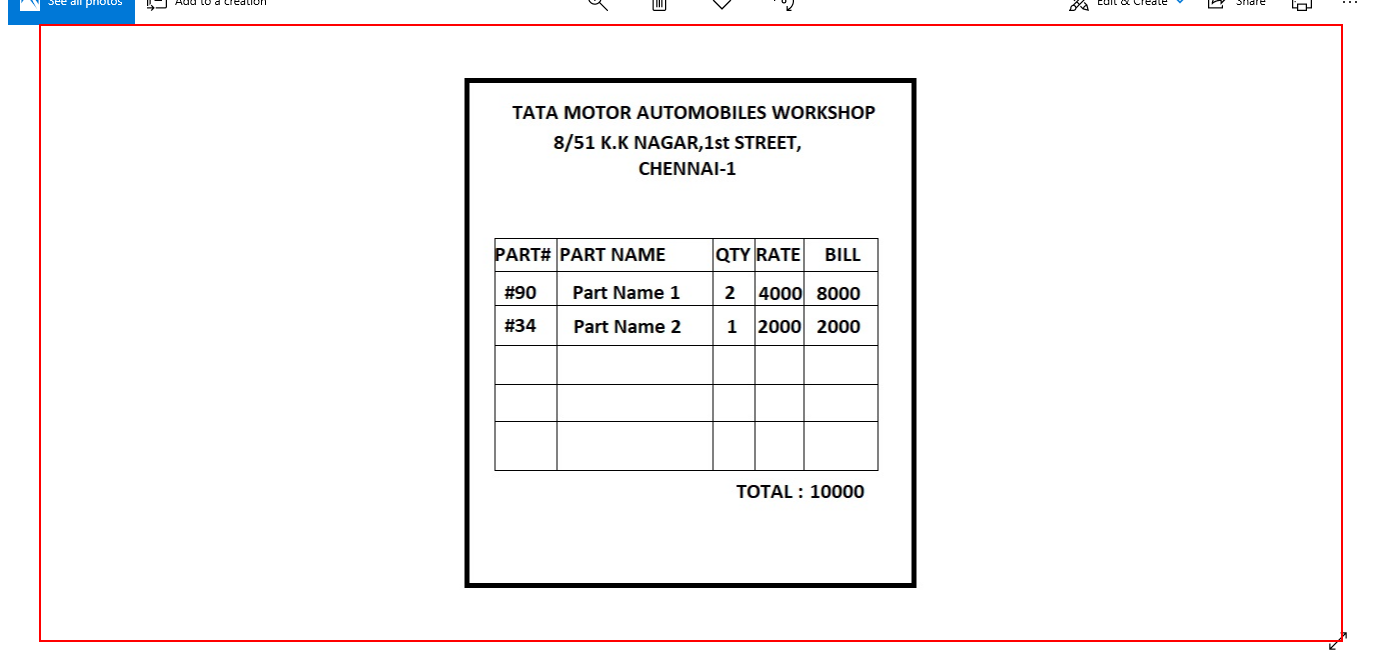 See all photos Add to a creation Edit & Create Share
TATA MOTOR AUTOMOBILES WORKSHOP
8/51 K.K NAGAR,1st STREET,
CHENNAI-1
PART# PART NAME QTY RATE BILL
#90 Part Name 1 2 4000 8000
#34 Part Name 2 1 2000 2000
TOTAL : 10000